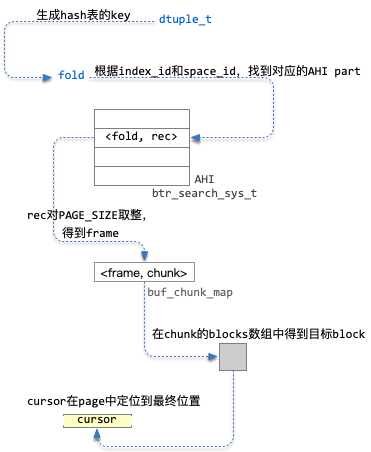 生成hash表的key
dtuple_t
fold
根据index_id和space_id，找到对应的AHI part
<fold, rec>
AHI
btr_search_sys_t
rec对PAGE_SIZE取整，
得到frame
<frame, chunk>
buf_chunk_map
在chunk的blocks数组中得到目标block
cursor在page中定位到最终位置
cursor